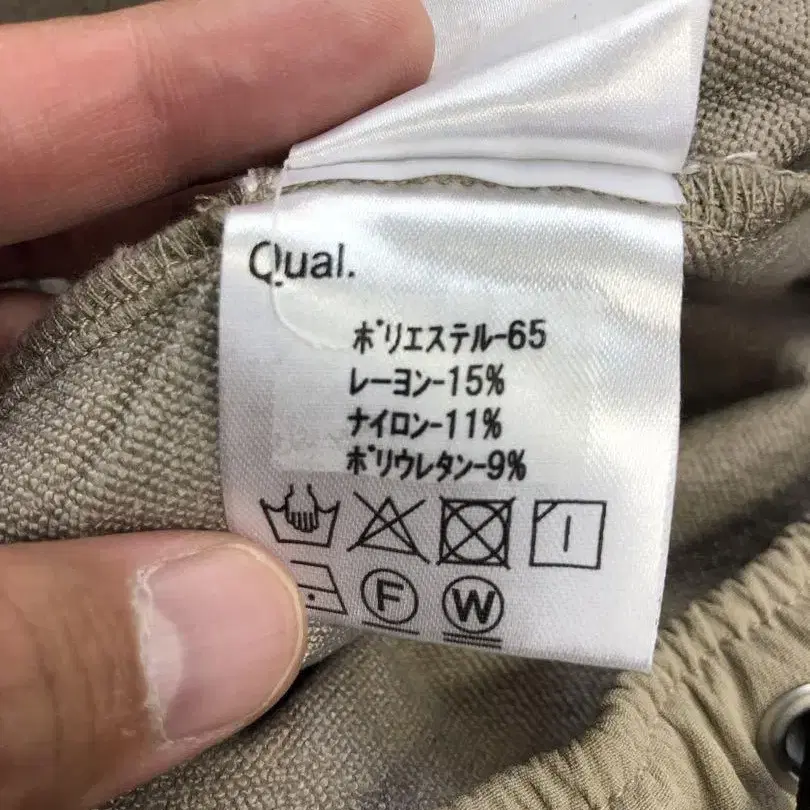 Qual.
ポリエステル-65
レーヨン-15%
ナイロン-11%
ポリウレタン-9%
F
W